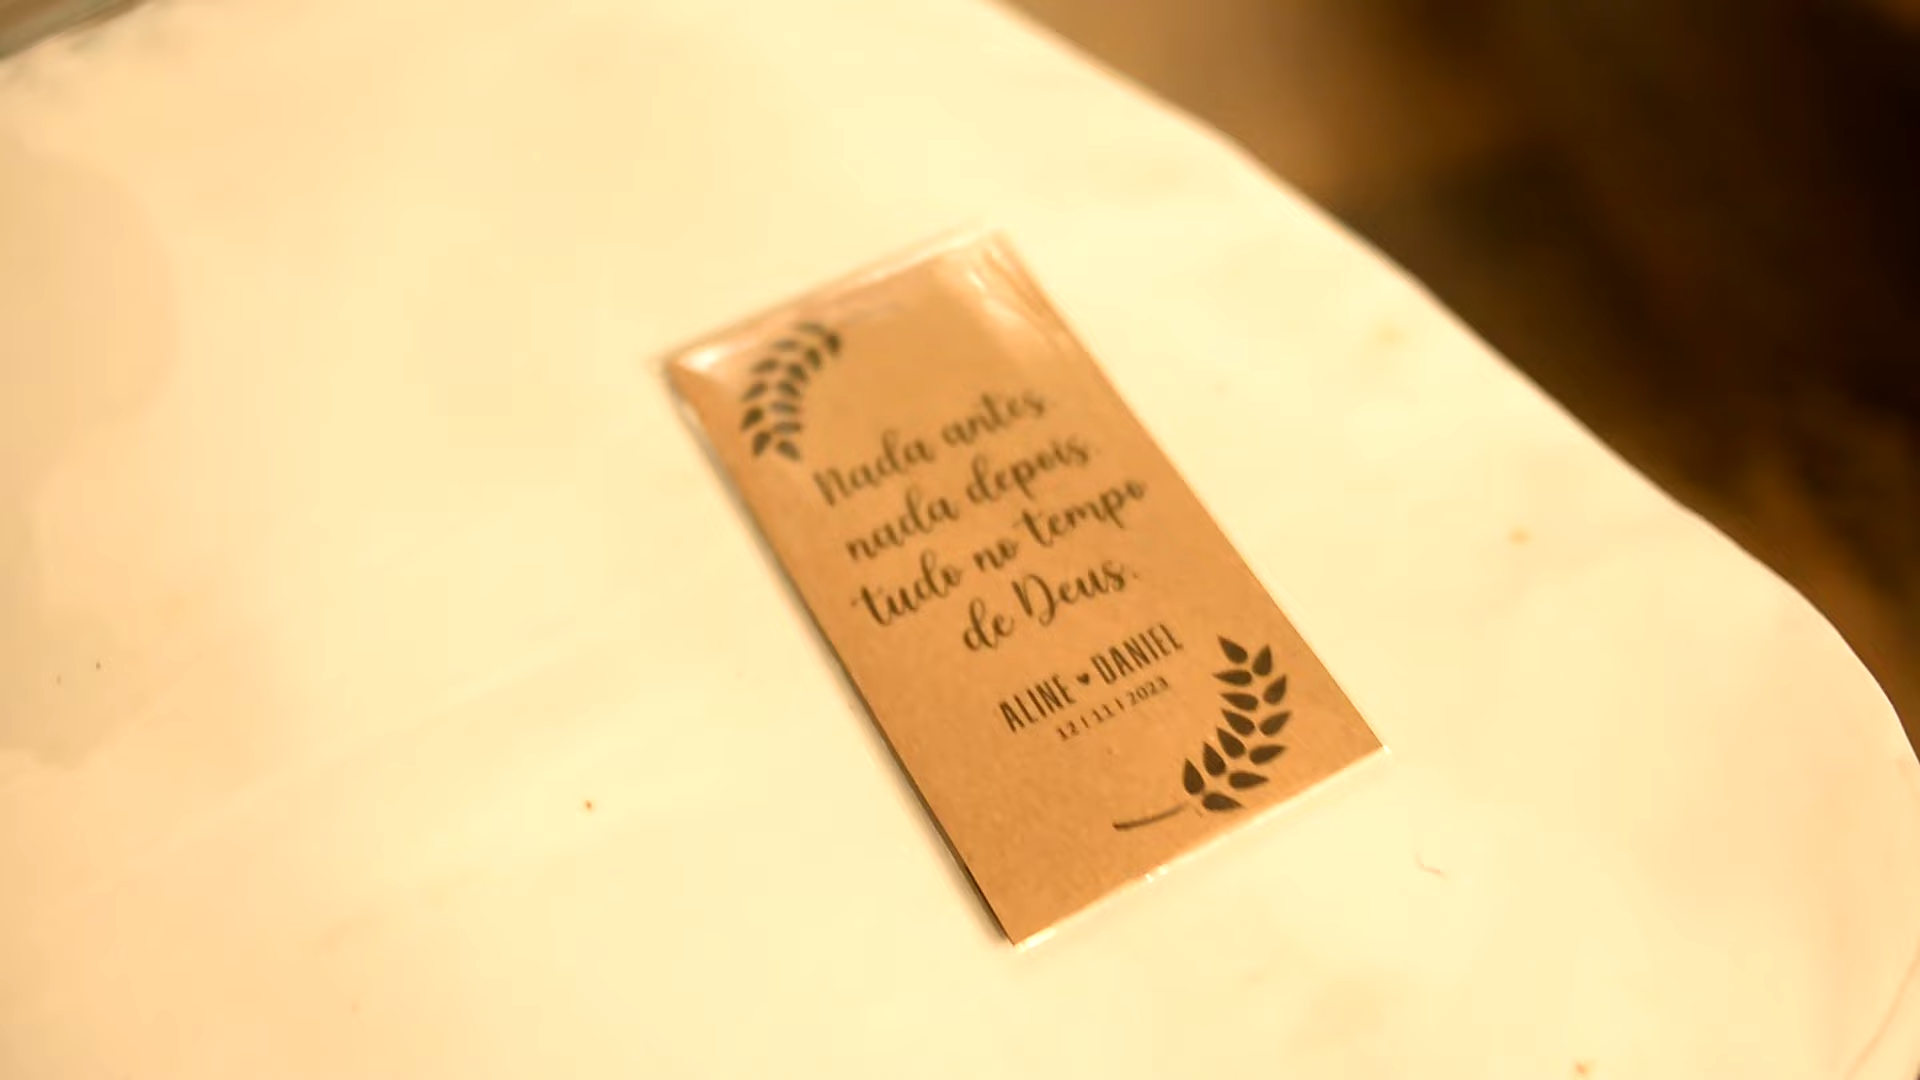 Nada antes.
nada depois.
tudo no tempo
de Deus.
ALINE ♥ DANIEL
12 | 11 | 2023